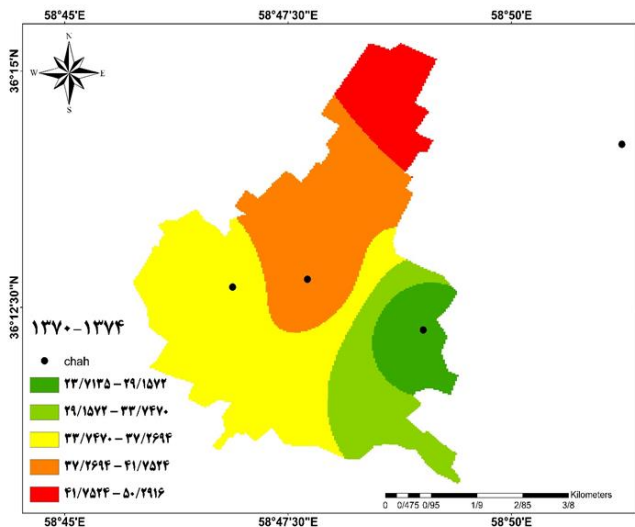 58°45'E 58°47'30"E 58°50'E
36°15'N
36°12'30"N
N
W E
S
۱۳۷۰-۱۳۷۴
chah
۲۳/۷۱۳۵ - ۲۹/۱۵۷۲
۲۹/۱۵۷۲ - ۳۳/۷۴۷۰
۳۳/۷۴۷۰ - ۳۷/۲۶۹۴
۳۷/۲۶۹۴ - ۴۱/۷۵۲۴
۴۱/۷۵۲۴ - ۵۰/۲۹۱۶
Kilometers
0 0/475 0/95 1/9 2/85 3/8
58°45'E 58°47'30"E 58°50'E